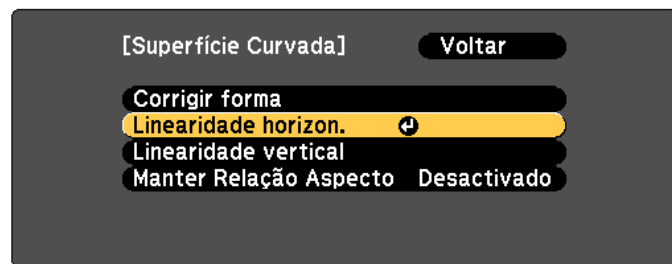 [Superfície Curvada] Voltar
Corrigir forma
Linearidade horizon.
Linearidade vertical
Manter Relação Aspecto Desactivado